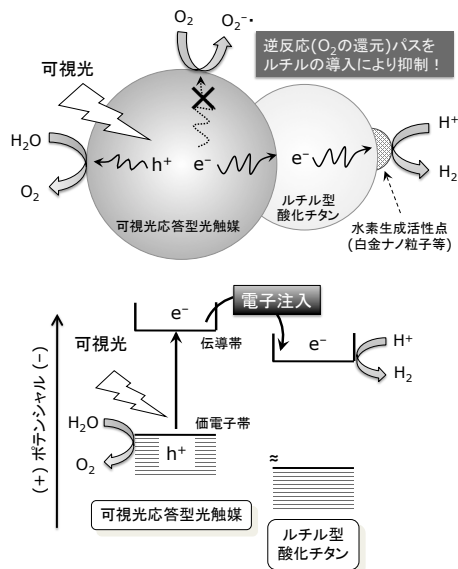 O₂
O₂⁻・
逆反応(O₂の還元)パスを
ルチルの導入により抑制！
可視光
H₂O
O₂
h⁺
e⁻
e⁻
H⁺
H₂
可視光応答型光触媒
ルチル型
酸化チタン
水素生成活性点
(白金ナノ粒子等)
(＋) ポテンシャル (－)
e⁻
電子注入
伝導帯
可視光
e⁻
H⁺
H₂
H₂O
O₂
価電子帯
h⁺
≈
可視光応答型光触媒
ルチル型
酸化チタン